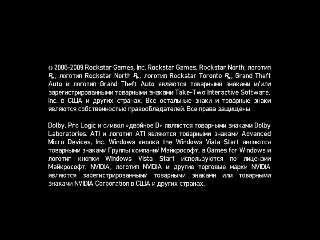 © 2006-2009 Rockstar Games, Inc. Rockstar Games, Rockstar North, логотип
R★, логотип Rockstar North R★, логотип Rockstar Toronto R★, Grand Theft
Auto и логотип Grand Theft Auto являются товарными знаками и/или
зарегистрированными товарными знаками Take-Two Interactive Software,
Inc. в США и других странах. Все остальные знаки и товарные знаки
являются собственностью правообладателей. Все права защищены.
Dolby, Pro Logic и символ «двойное D» являются товарными знаками Dolby
Laboratories. ATI и логотип ATI являются товарными знаками Advanced
Micro Devices, Inc. Windows кнопка the Windows Vista Start являются
товарными знаками Группы компаний Майкрософт, а Games for Windows и
логотип кнопки Windows Vista Start используются по лицензии
Майкрософт. NVIDIA, логотип NVIDIA и другие торговые марки NVIDIA
являются зарегистрированными товарными знаками или товарными
знаками NVIDIA Corporation в США и других странах.